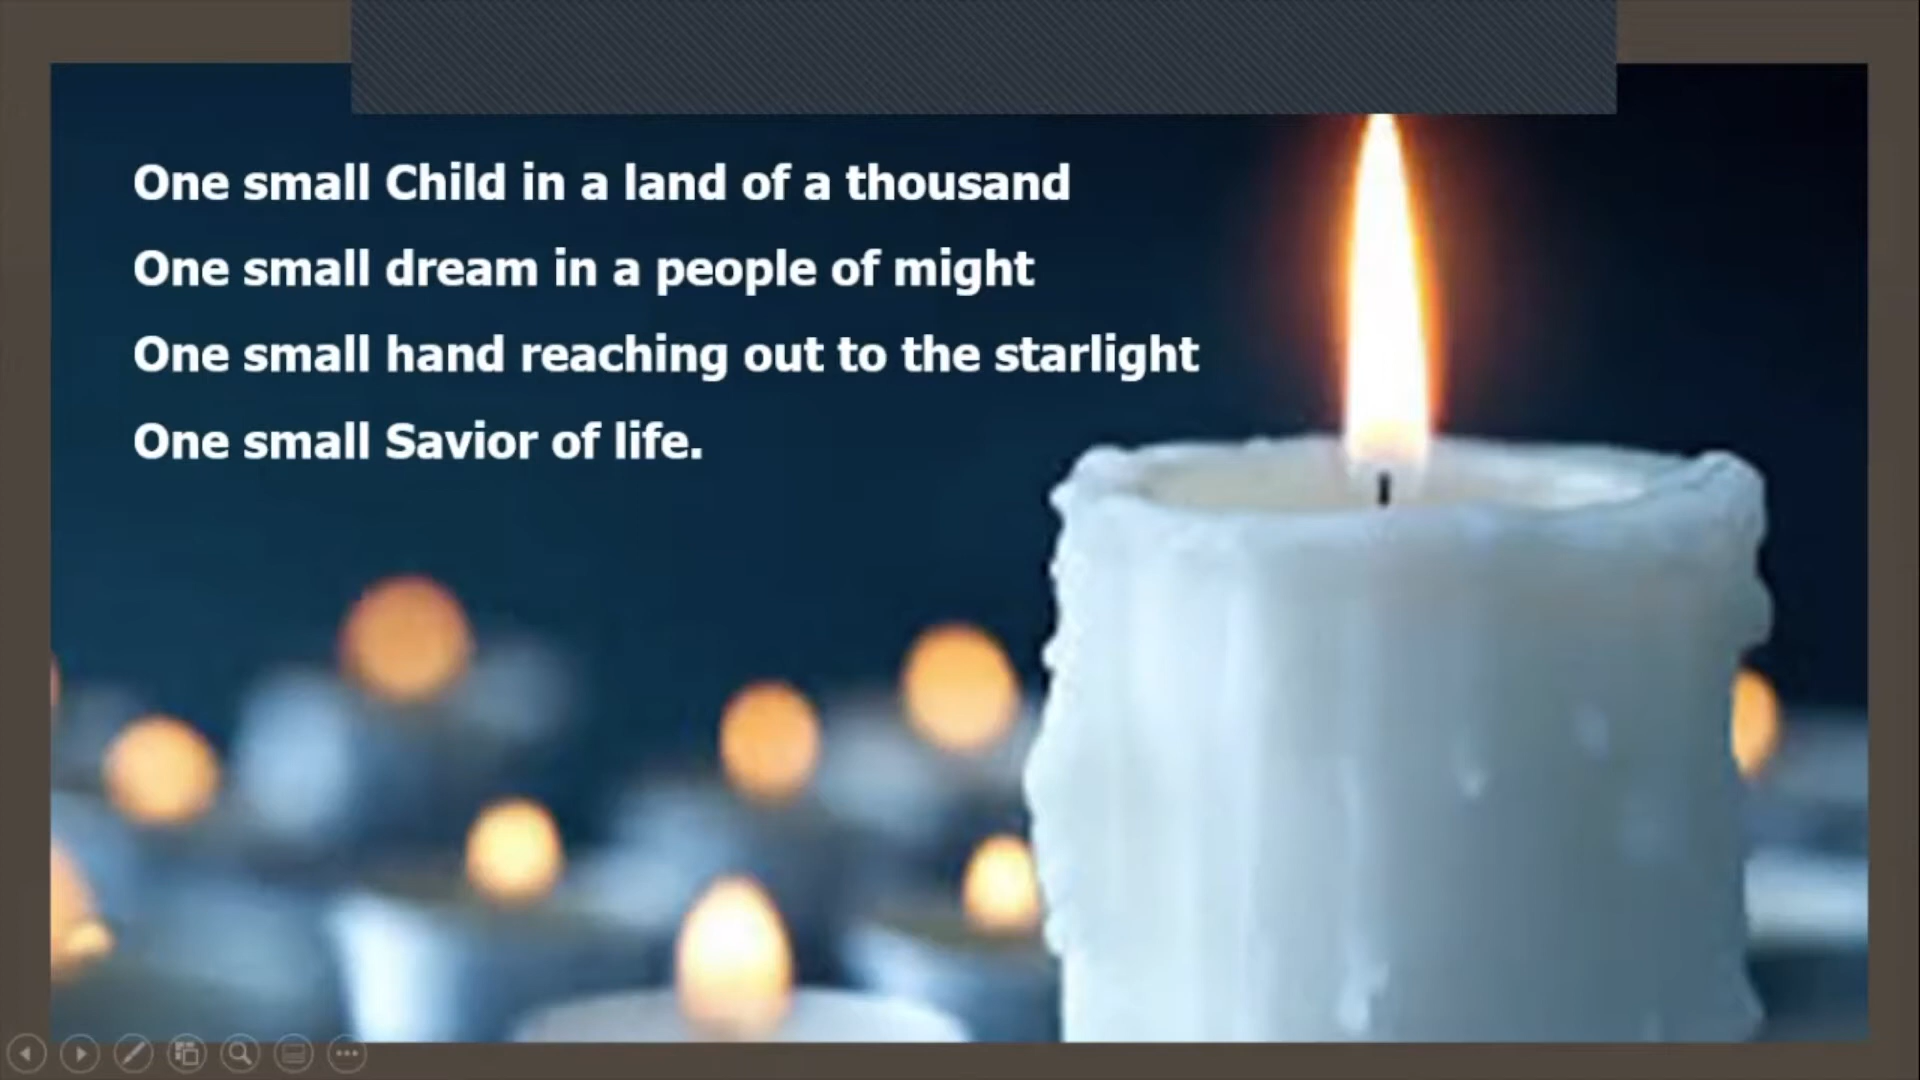 One small Child in a land of a thousand
One small dream in a people of might
One small hand reaching out to the starlight
One small Savior of life.